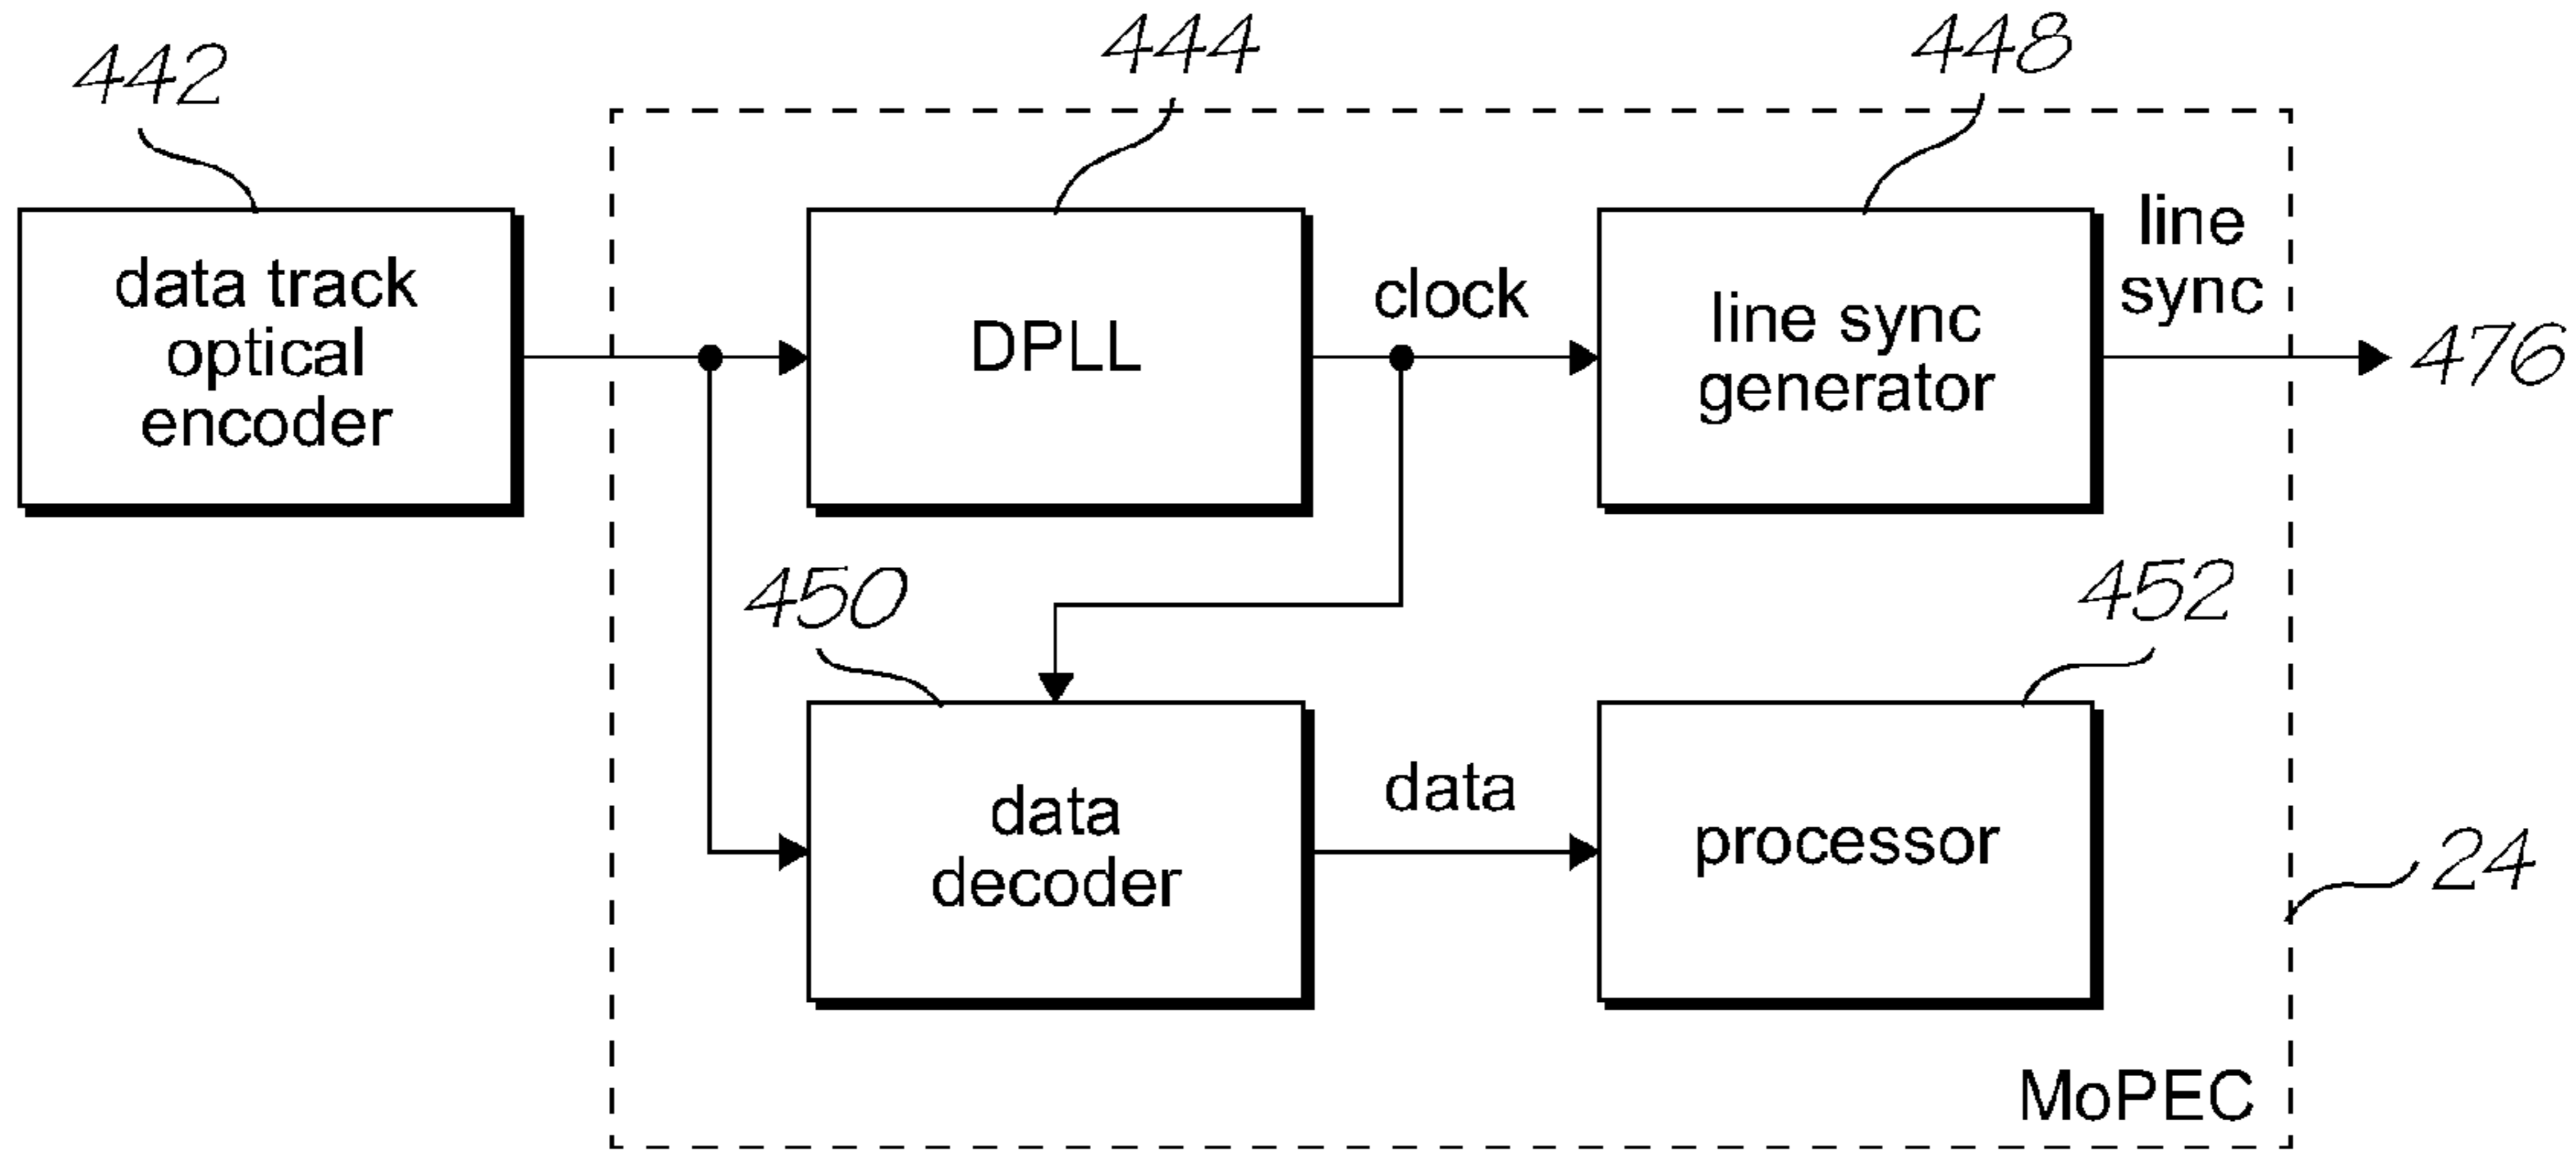 442
444
448
data track
optical
encoder
DPLL
clock
line sync
generator
line
sync
476
450
452
data
decoder
data
processor
24
MoPEC